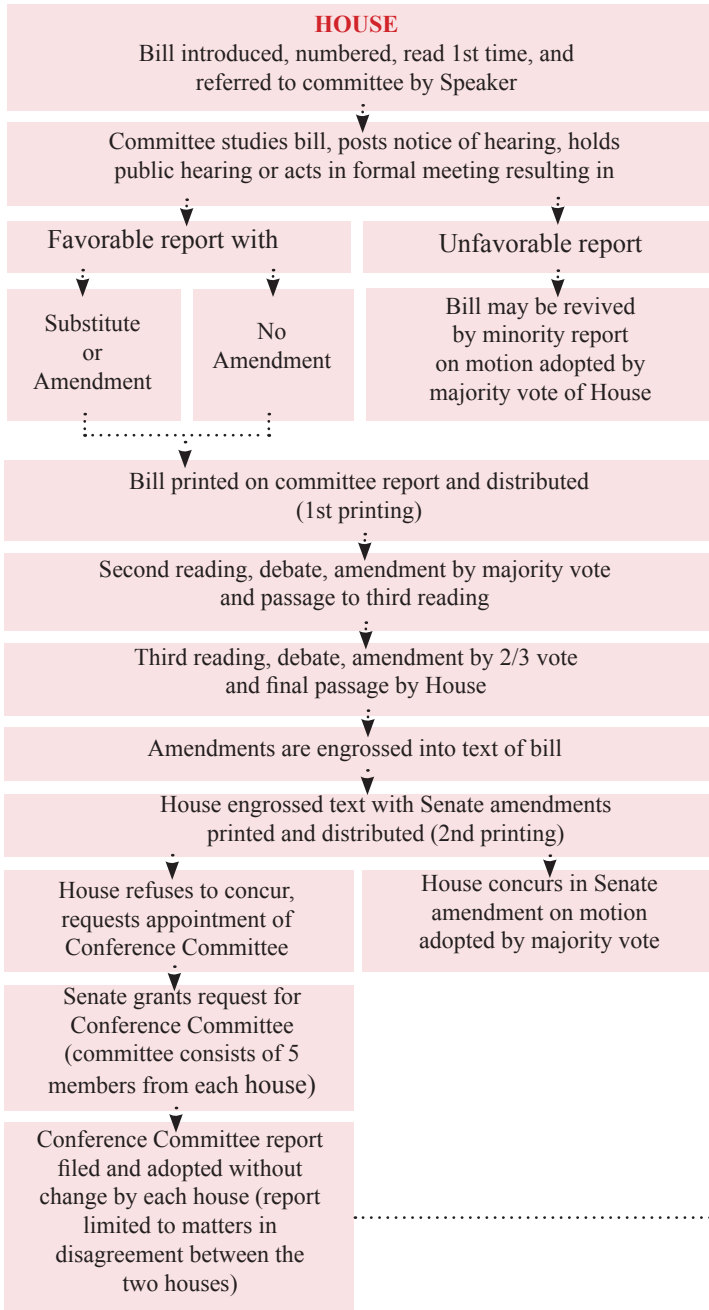 HOUSE
Bill introduced, numbered, read 1st time, and
referred to committee by Speaker
Committee studies bill, posts notice of hearing, holds
public hearing or acts in formal meeting resulting in
Favorable report with
Unfavorable report
Substitute
or
Amendment
No
Amendment
Bill may be revived
by minority report
on motion adopted by
majority vote of House
Bill printed on committee report and distributed
(1st printing)
Second reading, debate, amendment by majority vote
and passage to third reading
Third reading, debate, amendment by 2/3 vote
and final passage by House
Amendments are engrossed into text of bill
House engrossed text with Senate amendments
printed and distributed (2nd printing)
House refuses to concur,
requests appointment of
Conference Committee
House concurs in Senate
amendment on motion
adopted by majority vote
Senate grants request for
Conference Committee
(committee consists of 5
members from each house)
Conference Committee report
filed and adopted without
change by each house (report
limited to matters in
disagreement between the
two houses)